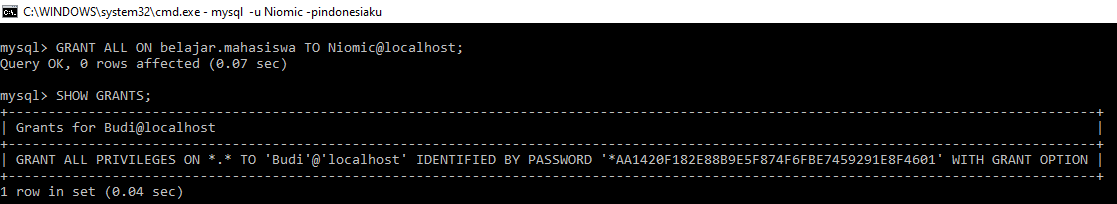 C:\WINDOWS\system32\cmd.exe - mysql  -u Niomic -pindonesiaku
mysql> GRANT ALL ON belajar.mahasiswa TO Niomic@localhost;
Query OK, 0 rows affected (0.07 sec)
mysql> SHOW GRANTS;
+-----------------------------------------------------------------------------------------------------------------------------------------+
| Grants for Budi@localhost                                                                                                               |
+-----------------------------------------------------------------------------------------------------------------------------------------+
| GRANT ALL PRIVILEGES ON *.* TO 'Budi'@'localhost' IDENTIFIED BY PASSWORD '*AA1420F182E88B9E5F874F6FBE7459291E8F4601' WITH GRANT OPTION |
+-----------------------------------------------------------------------------------------------------------------------------------------+
1 row in set (0.04 sec)